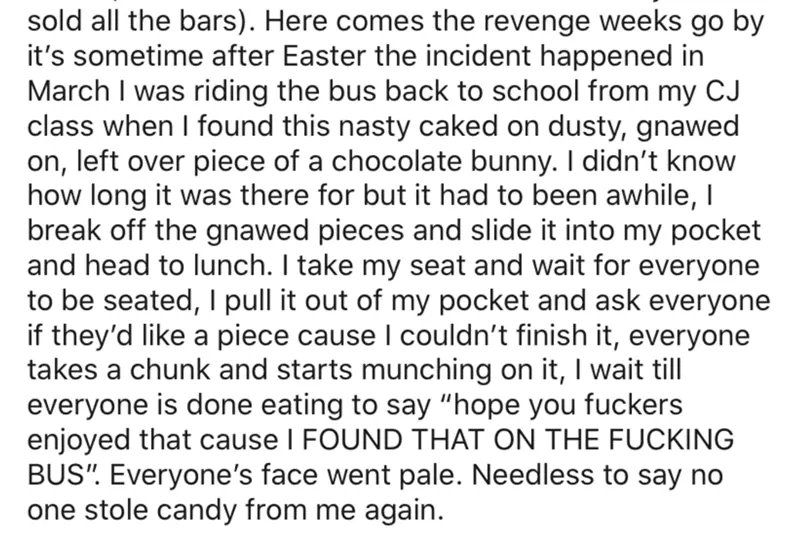 sold all the bars). Here comes the revenge weeks go by
it's sometime after Easter the incident happened in
March I was riding the bus back to school from my CJ
class when I found this nasty caked on dusty, gnawed
on, left over piece of a chocolate bunny. I didn't know
how long it was there for but it had to been awhile, I
break off the gnawed pieces and slide it into my pocket
and head to lunch. I take my seat and wait for everyone
to be seated, I pull it out of my pocket and ask everyone
if they'd like a piece cause I couldn't finish it, everyone
takes a chunk and starts munching on it, I wait till
everyone is done eating to say “hope you fuckers
enjoyed that cause I FOUND THAT ON THE FUCKING
BUS”. Everyone's face went pale. Needless to say no
one stole candy from me again.